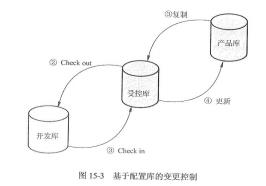 ①复制
产品库
② Check out
受控库
④ 更新
开发库
③ Check in
图 15-3 基于配置库的变更控制